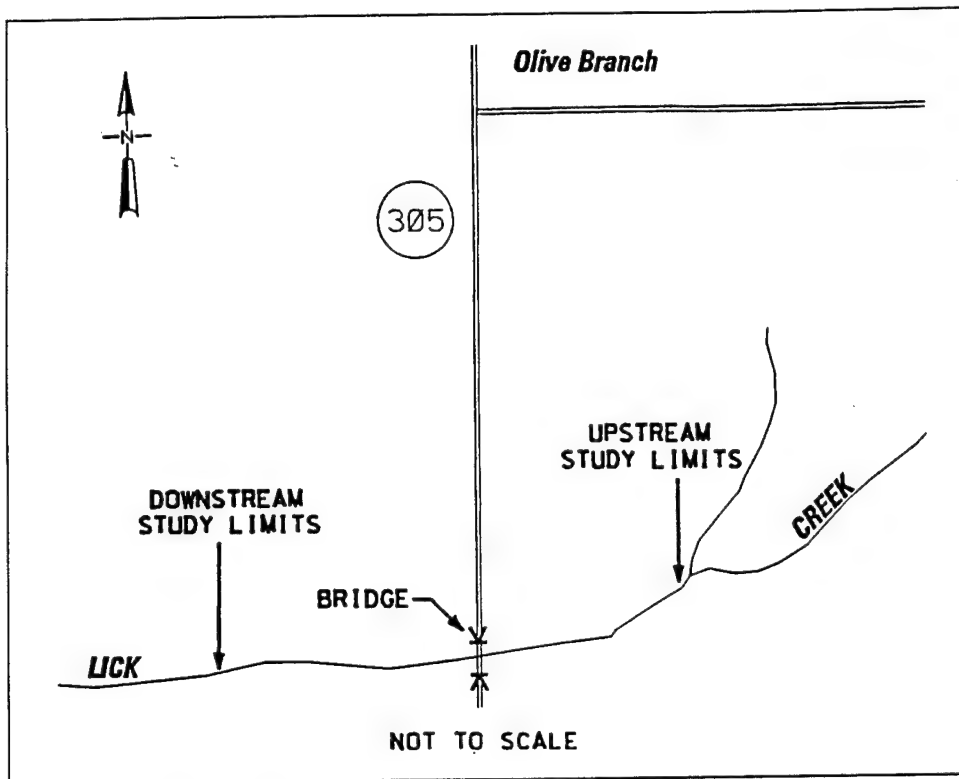 Olive Branch
N
305
UPSTREAM
STUDY LIMITS
DOWNSTREAM
STUDY LIMITS
CREEK
BRIDGE
LICK
NOT TO SCALE